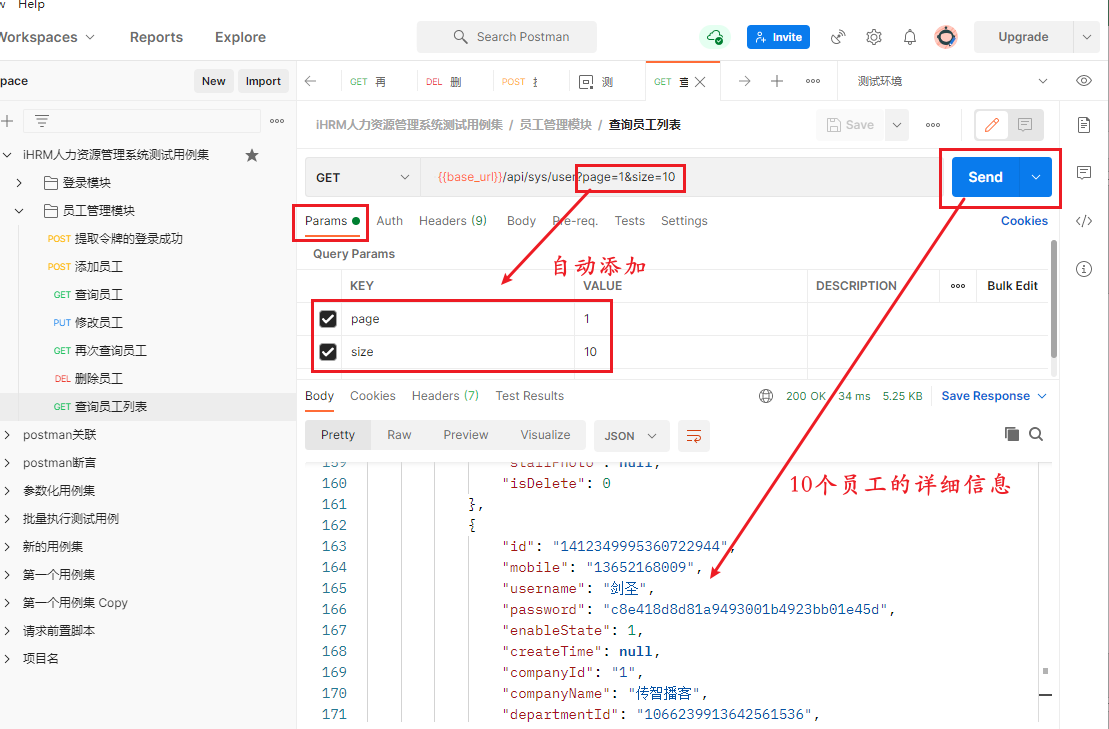 w Help
Workspaces Reports Explore Search Postman Invite Upgrade
pace New Import GET 再 DEL 删 POST 测 GET 查 测试环境
iHRM人力资源管理系统测试用例集 / 员工管理模块 / 查询员工列表 Save
iHRM人力资源管理系统测试用例集
登录模块
员工管理模块
POST 提取令牌的登录成功
POST 添加员工
GET 查询员工
PUT 修改员工
GET 再次查询员工
DEL 删除员工
GET 查询员工列表
postman关联
postman断言
参数化用例集
批量执行测试用例
新的用例集
第一个用例集
第一个用例集 Copy
请求前置脚本
项目名
GET {{base_url}}/api/sys/user?page=1&size=10 Send
Params Auth Headers (9) Body Pre-req. Tests Settings Cookies
Query Params
自动添加
KEY VALUE DESCRIPTION Bulk Edit
page 1
size 10
Body Cookies Headers (7) Test Results 200 OK 34 ms 5.25 KB Save Response
Pretty Raw Preview Visualize JSON
159 "staffPhoto": null,
160 "isDelete": 0
161 },
162 {
10个员工的详细信息
163 "id": "1412349995360722944",
164 "mobile": "13652168009",
165 "username": "剑圣",
166 "password": "c8e418d8d81a9493001b4923bb01e45d",
167 "enableState": 1,
168 "createTime": null,
169 "companyId": "1",
170 "companyName": "传智播客",
171 "departmentId": "1066239913642561536",